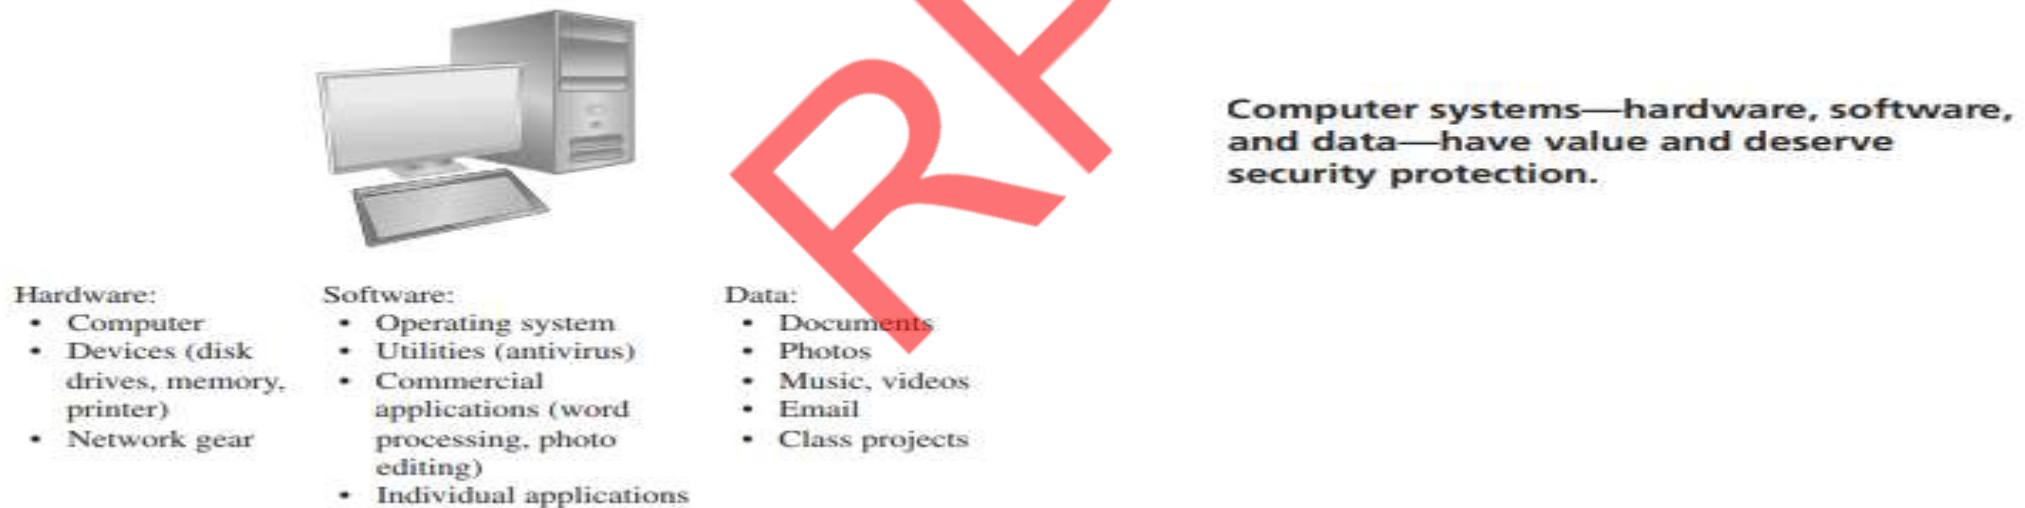 Computer systems—hardware, software,
and data—have value and deserve
security protection.
Hardware:
• Computer
• Devices (disk
drives, memory,
printer)
• Network gear
Software:
• Operating system
• Utilities (antivirus)
• Commercial
applications (word
processing, photo
editing)
• Individual applications
Data:
• Documents
• Photos
• Music, videos
• Email
• Class projects